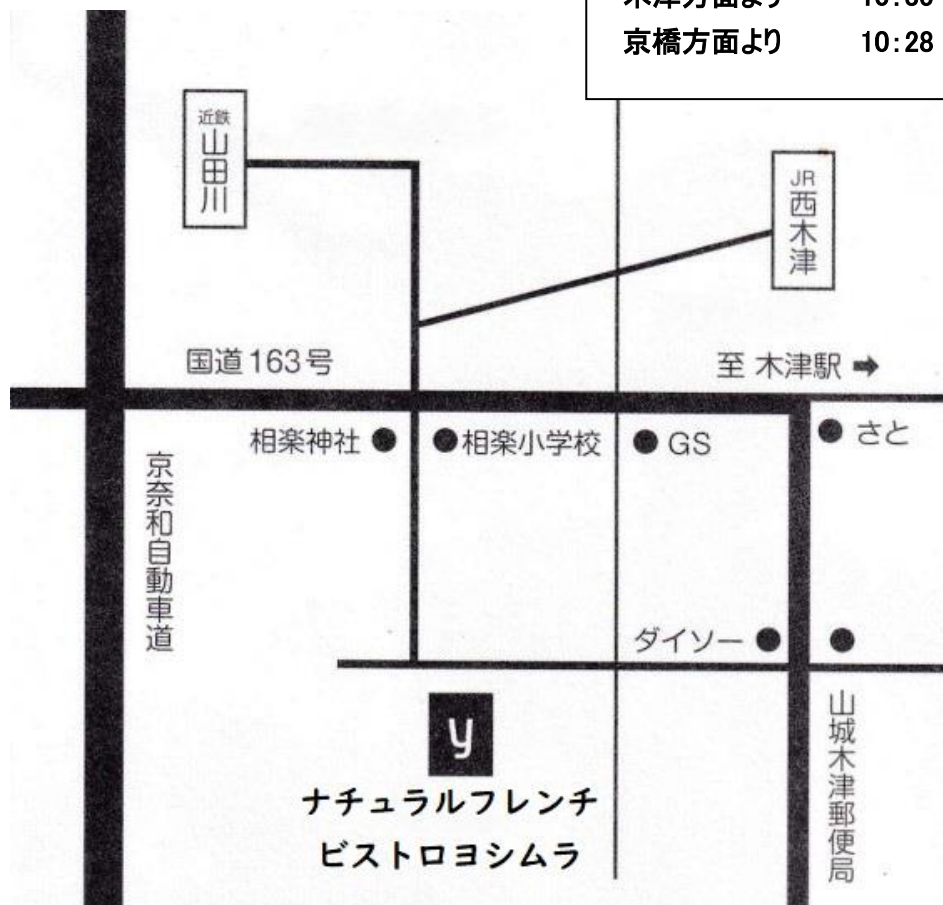 京橋方面より 10:28
近鉄
山田川
JR
西木津
国道163号
至 木津駅 ➡
相楽神社
相楽小学校
GS
さと
京奈和自動車道
ダイソー
山城木津郵便局
y
ナチュラルフレンチ
ビストロヨシムラ